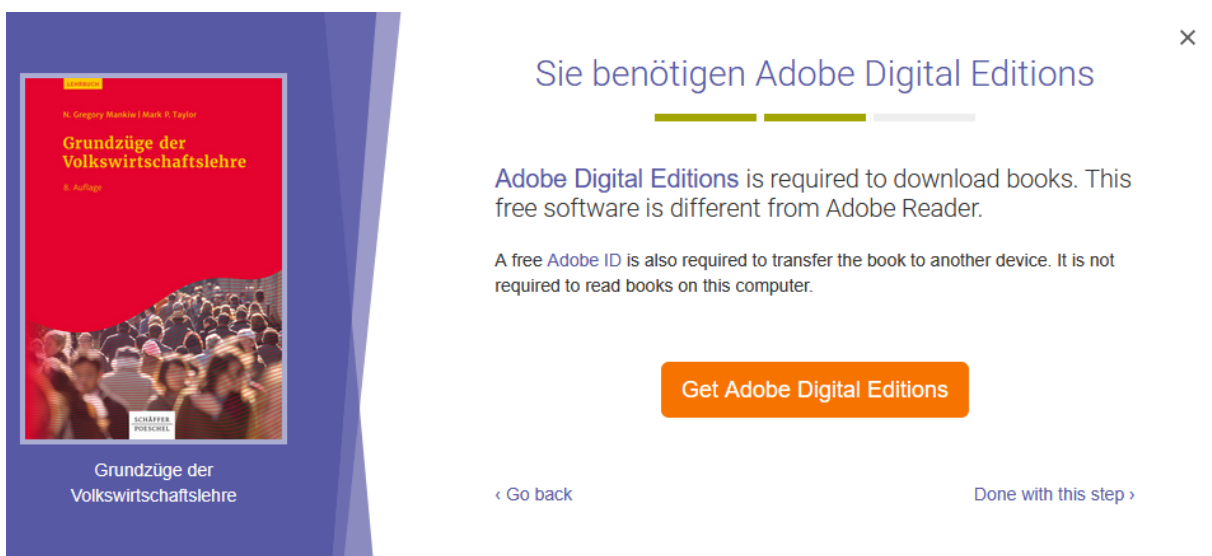 LEHRBUCH
N. Gregory Mankiw | Mark P. Taylor
Grundzüge der
Volkswirtschaftslehre
8. Auflage
SCHÄFFER
POESCHEL
Grundzüge der
Volkswirtschaftslehre
Sie benötigen Adobe Digital Editions
Adobe Digital Editions is required to download books. This
free software is different from Adobe Reader.
A free Adobe ID is also required to transfer the book to another device. It is not
required to read books on this computer.
Get Adobe Digital Editions
‹ Go back
Done with this step ›